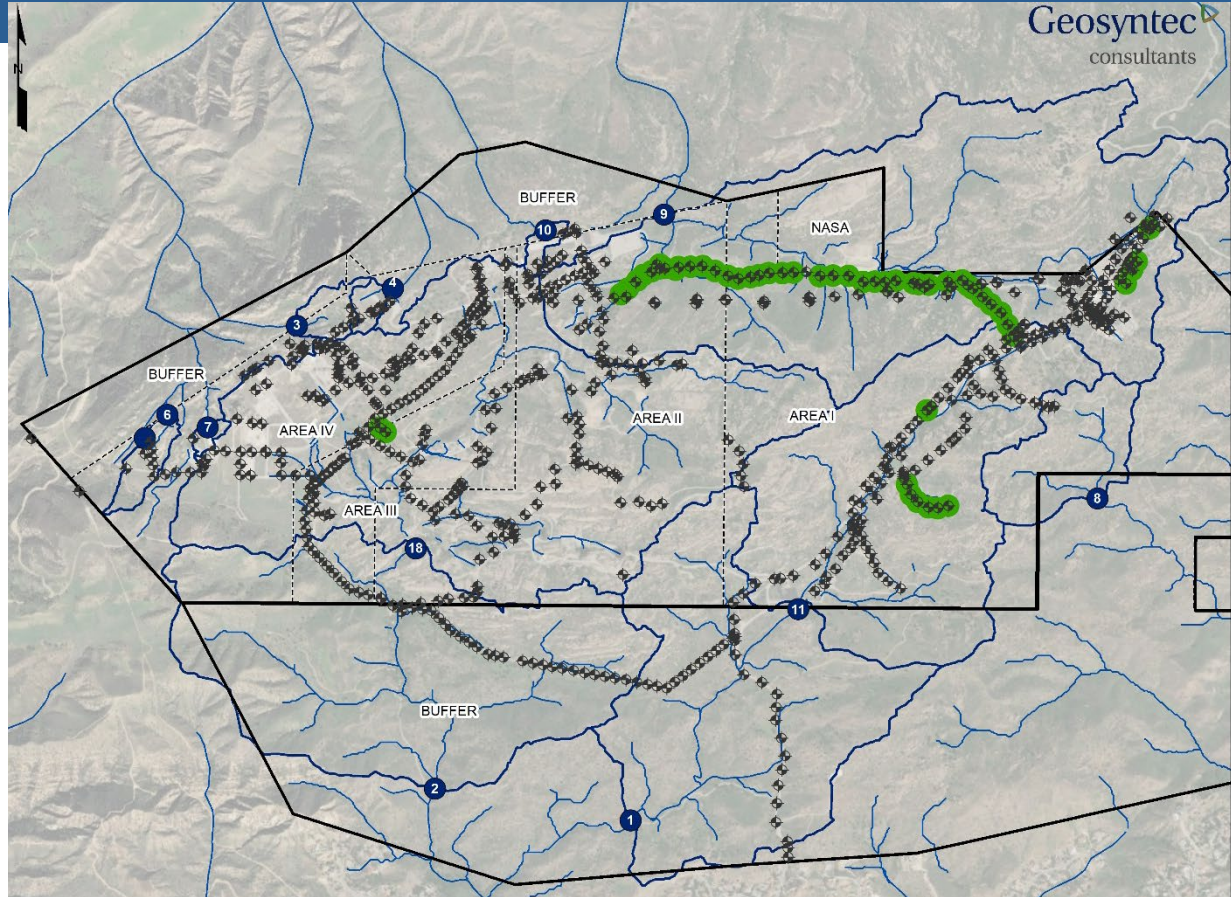 Geosyntec
consultants
N
BUFFER
9
10
NASA
4
3
BUFFER
6
7
AREA IV
AREA II
AREA I
8
AREA III
18
11
BUFFER
2
1